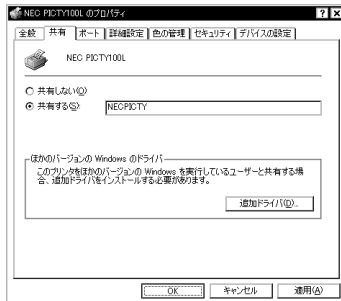 NEC PICTY100L のプロパティ
全般 共有 ポート 詳細設定 色の管理 セキュリティ デバイスの設定
NEC PICTY100L
共有しない(O)
共有する(S): NECPICTY
ほかのバージョンの Windows のドライバ
このプリンタをほかのバージョンの Windows を実行しているユーザーと共有する場
合、追加ドライバをインストールする必要があります。
追加ドライバ(D)...
OK キャンセル 適用(A)